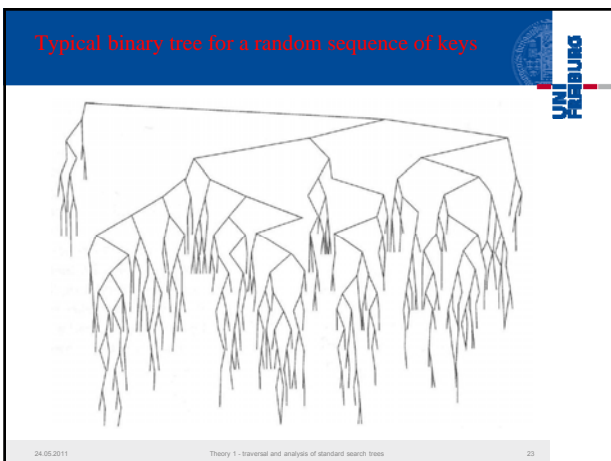 Typical binary tree for a random sequence of keys
UNI
FREIBURG
24.05.2011 Theory 1 - traversal and analysis of standard search trees 23